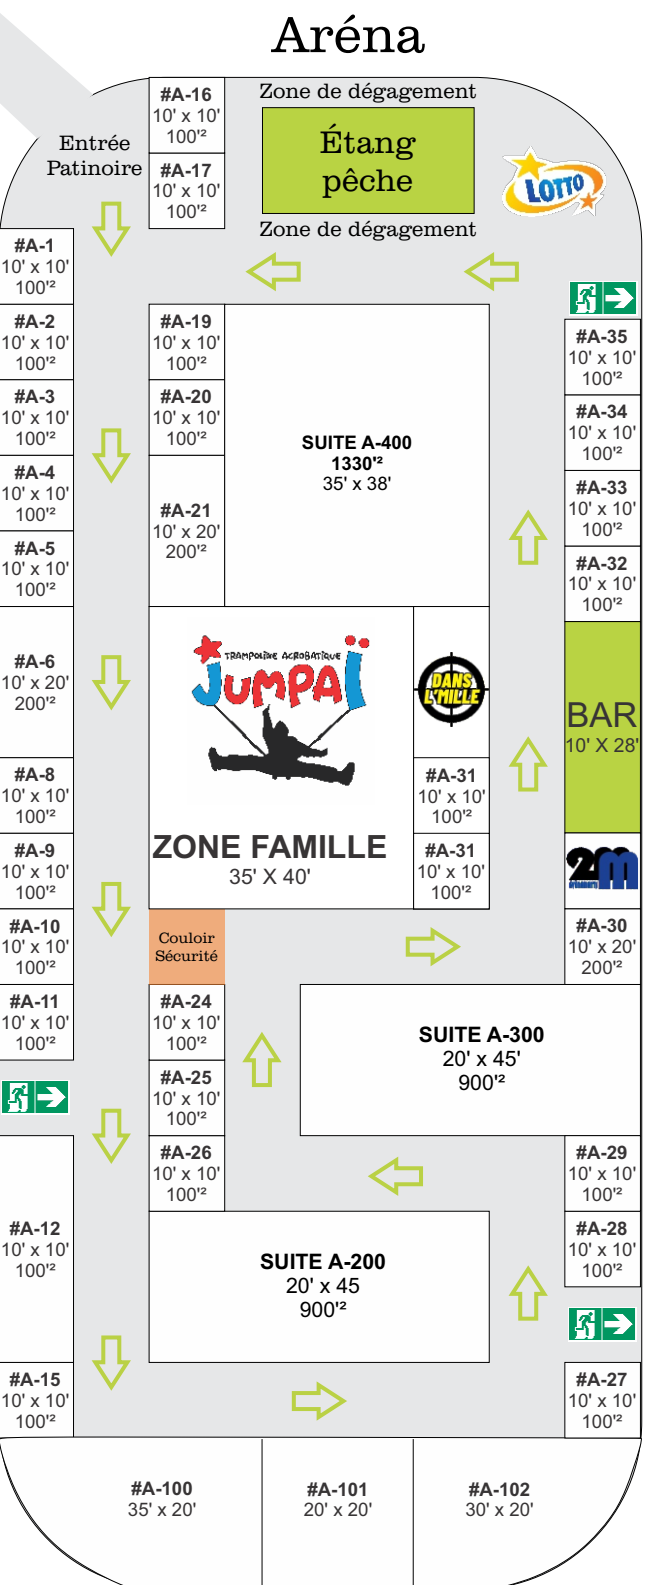 Aréna
#A-16
10' x 10'
100'²
Zone de dégagement
Étang
pêche
Zone de dégagement
Entrée
Patinoire
#A-17
10' x 10'
100'²
LOTTO
#A-1
10' x 10'
100'²
#A-2
10' x 10'
100'²
#A-3
10' x 10'
100'²
#A-4
10' x 10'
100'²
#A-5
10' x 10'
100'²
#A-6
10' x 20'
200'²
#A-8
10' x 10'
100'²
#A-9
10' x 10'
100'²
#A-10
10' x 10'
100'²
#A-11
10' x 10'
100'²
#A-12
10' x 10'
100'²
#A-15
10' x 10'
100'²
#A-19
10' x 10'
100'²
#A-20
10' x 10'
100'²
#A-21
10' x 20'
200'²
SUITE A-400
1330'²
35' x 38'
TRAMPOLINE ACROBATIQUE
JUMPAÏ
ZONE FAMILLE
35' X 40'
DANS
L'MILLE
#A-31
10' x 10'
100'²
#A-31
10' x 10'
100'²
#A-35
10' x 10'
100'²
#A-34
10' x 10'
100'²
#A-33
10' x 10'
100'²
#A-32
10' x 10'
100'²
BAR
10' X 28'
2M
#A-30
10' x 20'
200'²
Couloir
Sécurité
#A-24
10' x 10'
100'²
#A-25
10' x 10'
100'²
#A-26
10' x 10'
100'²
SUITE A-300
20' x 45'
900'²
#A-29
10' x 10'
100'²
#A-28
10' x 10'
100'²
SUITE A-200
20' x 45
900'²
#A-27
10' x 10'
100'²
#A-100
35' x 20'
#A-101
20' x 20'
#A-102
30' x 20'